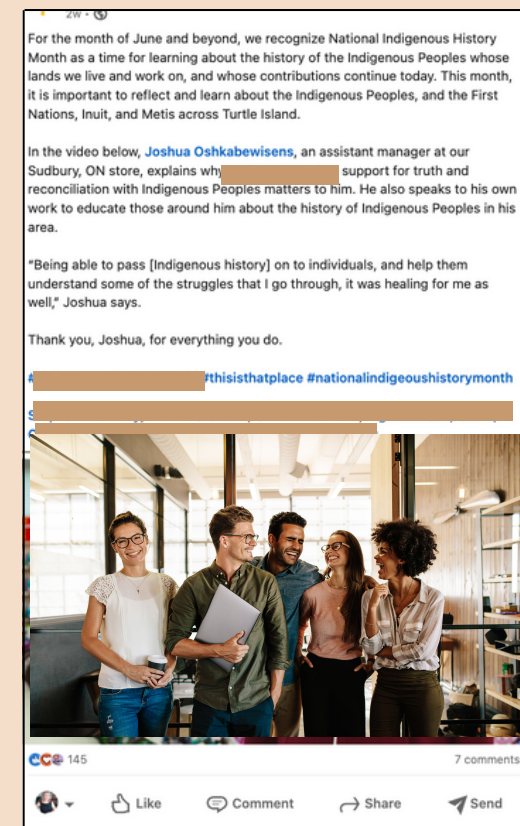 2w •
For the month of June and beyond, we recognize National Indigenous History
Month as a time for learning about the history of the Indigenous Peoples whose
lands we live and work on, and whose contributions continue today. This month,
it is important to reflect and learn about the Indigenous Peoples, and the First
Nations, Inuit, and Metis across Turtle Island.
In the video below, Joshua Oshkabewisens, an assistant manager at our
Sudbury, ON store, explains why support for truth and
reconciliation with Indigenous Peoples matters to him. He also speaks to his own
work to educate those around him about the history of Indigenous Peoples in his
area.
“Being able to pass [Indigenous history] on to individuals, and help them
understand some of the struggles that I go through, it was healing for me as
well,” Joshua says.
Thank you, Joshua, for everything you do.
# #thisisthatplace #nationalindigeoushistorymonth
145
7 comments
Like
Comment
Share
Send